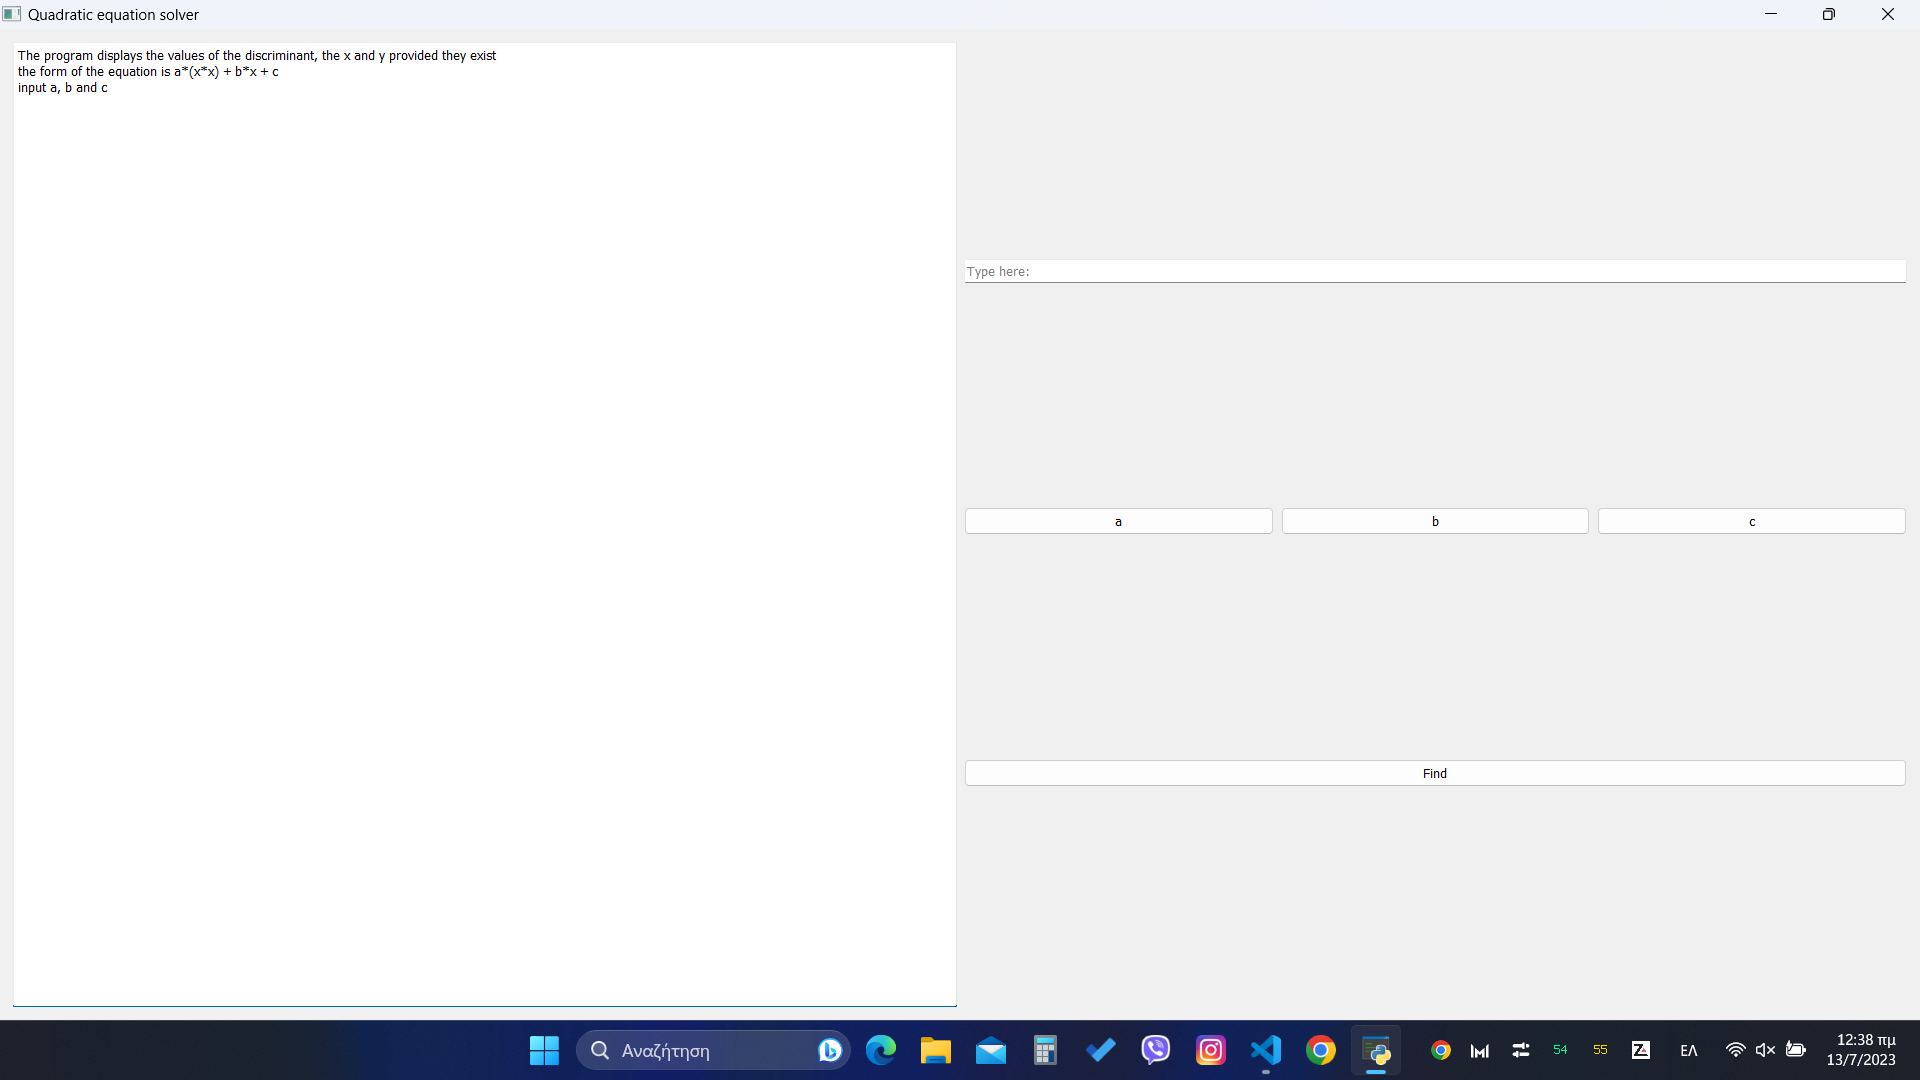 Quadratic equation solver
The program displays the values of the discriminant, the x and y provided they exist
the form of the equation is a*(x*x) + b*x + c
input a, b and c
Type here:
a
b
c
Find
Αναζήτηση
54
55
ΕΛ
12:38 πμ
13/7/2023